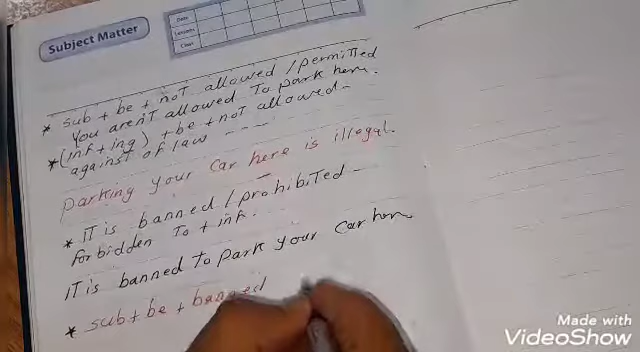 Subject Matter
Date
Lessons
Class
* sub + be + not allowed / permitted
You aren't allowed To park here.
*(inf + ing) + be + not allowed -
against of law ----
parking your car here is illegal.
* IT is banned / prohibited -
forbidden To + inf.
IT is banned To park your car here
* sub + be + banned
Made with
VideoShow